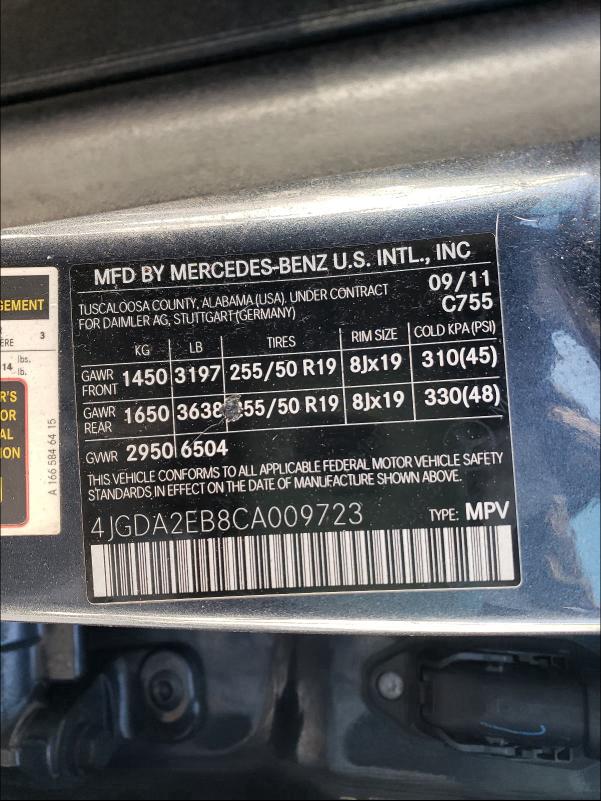 MFD BY MERCEDES-BENZ U.S. INTL., INC
TUSCALOOSA COUNTY, ALABAMA (USA), UNDER CONTRACT
FOR DAIMLER AG, STUTTGART-(GERMANY)
09/11
C755
KG LB TIRES RIM SIZE COLD KPA(PSI)
GAWR FRONT 1450 3197 255/50 R19 8Jx19 310(45)
GAWR REAR 1650 3638 255/50 R19 8Jx19 330(48)
GVWR 2950 6504
THIS VEHICLE CONFORMS TO ALL APPLICABLE FEDERAL MOTOR VEHICLE SAFETY
STANDARDS IN EFFECT ON THE DATE OF MANUFACTURE SHOWN ABOVE.
4JGDA2EB8CA009723 TYPE: MPV
3
14 lbs.
A 166 584 64 15